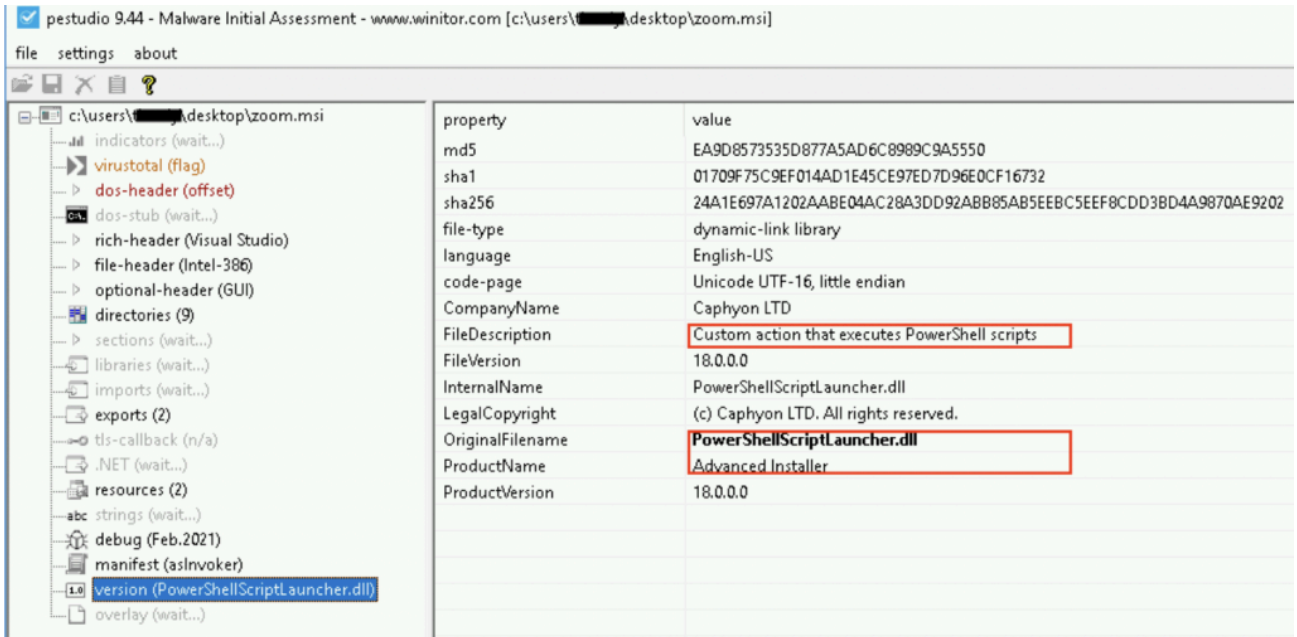 pestudio 9.44 - Malware Initial Assessment - www.winitor.com [c:\users\ \desktop\zoom.msi]
file settings about
c:\users\ \desktop\zoom.msi
indicators (wait...)
virustotal (flag)
dos-header (offset)
dos-stub (wait...)
rich-header (Visual Studio)
file-header (Intel-386)
optional-header (GUI)
directories (9)
sections (wait...)
libraries (wait...)
imports (wait...)
exports (2)
tls-callback (n/a)
.NET (wait...)
resources (2)
abc strings (wait...)
debug (Feb.2021)
manifest (asInvoker)
1.0 version (PowerShellScriptLauncher.dll)
overlay (wait...)
property value
md5 EA9D8573535D877A5AD6C8989C9A5550
sha1 01709F75C9EF014AD1E45CE97ED7D96E0CF16732
sha256 24A1E697A1202AABE04AC28A3DD92ABB85AB5EEBC5EEF8CDD3BD4A9870AE9202
file-type dynamic-link library
language English-US
code-page Unicode UTF-16, little endian
CompanyName Caphyon LTD
FileDescription Custom action that executes PowerShell scripts
FileVersion 18.0.0.0
InternalName PowerShellScriptLauncher.dll
LegalCopyright (c) Caphyon LTD. All rights reserved.
OriginalFilename PowerShellScriptLauncher.dll
ProductName Advanced Installer
ProductVersion 18.0.0.0